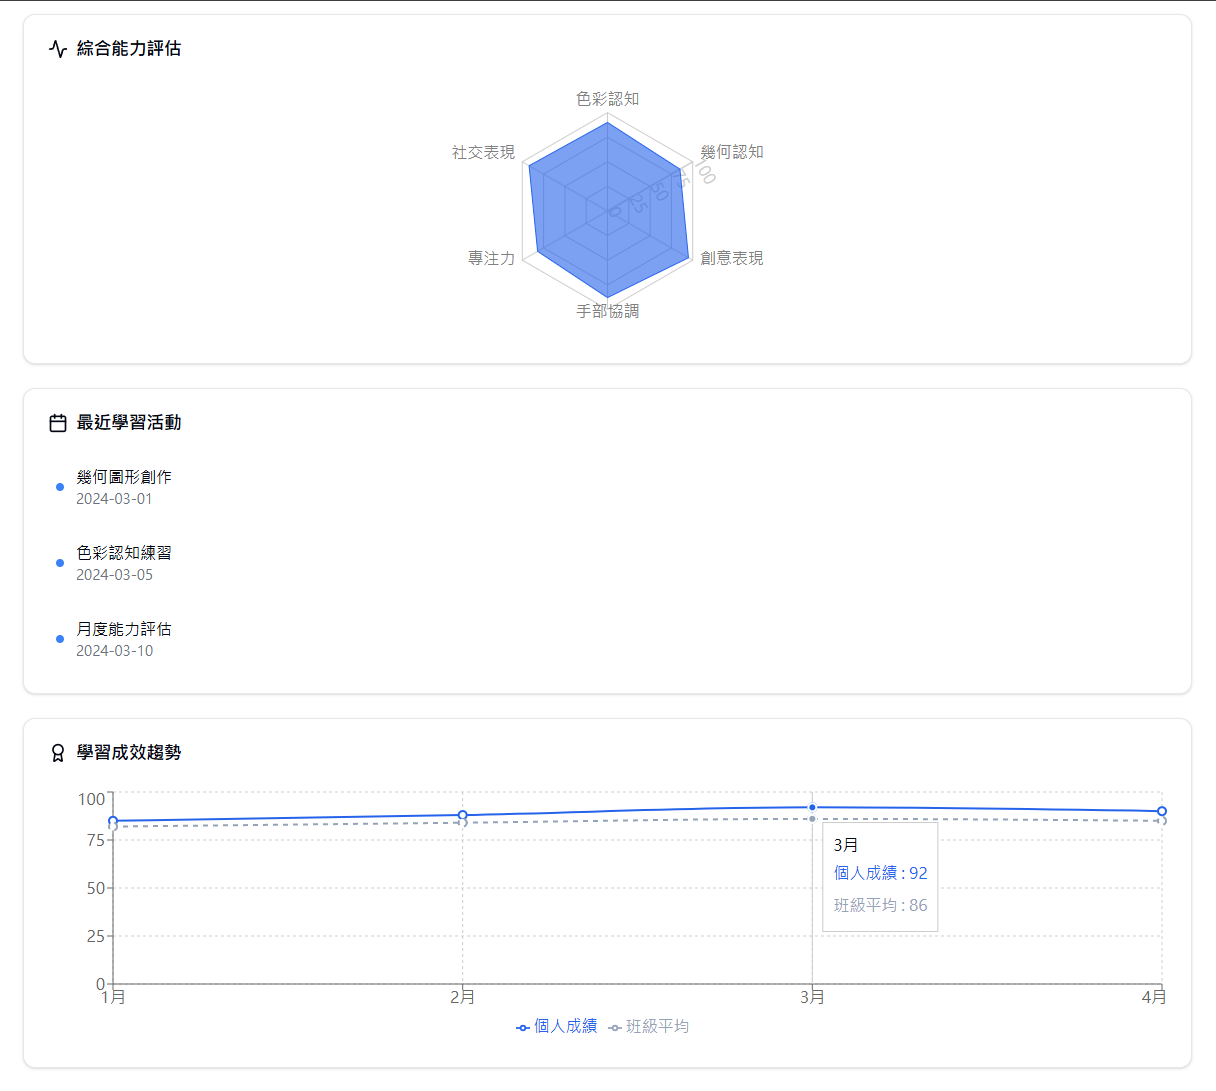 綜合能力評估
色彩認知
社交表現
幾何認知
100
75
50
25
0
專注力
創意表現
手部協調
最近學習活動
幾何圖形創作
2024-03-01
色彩認知練習
2024-03-05
月度能力評估
2024-03-10
學習成效趨勢
100
75
3月
個人成績 : 92
50
班級平均 : 86
25
0
1月 2月 3月 4月
個人成績 班級平均